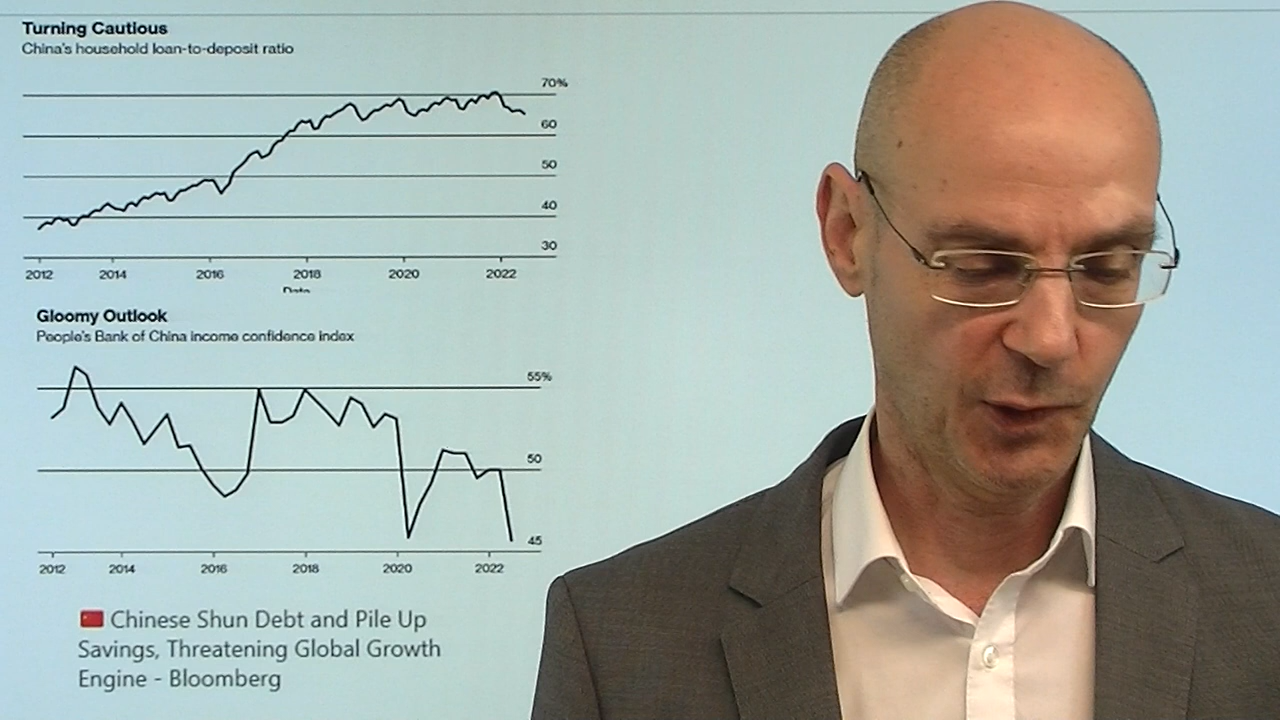 Turning Cautious
China's household loan-to-deposit ratio
70%
60
50
40
30
2012 2014 2016 2018 2020 2022
Date
Gloomy Outlook
People's Bank of China income confidence index
55%
50
45
2012 2014 2016 2018 2020 2022
Chinese Shun Debt and Pile Up
Savings, Threatening Global Growth
Engine - Bloomberg